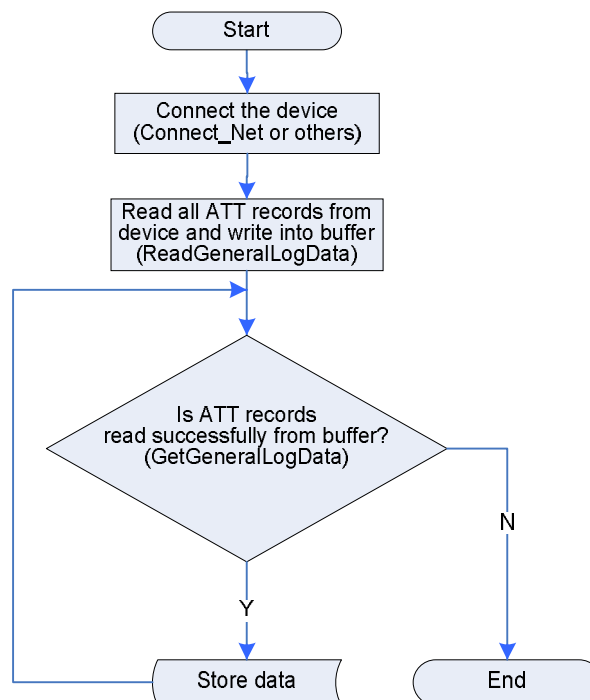 Start
Connect the device
(Connect_Net or others)
Read all ATT records from
device and write into buffer
(ReadGeneralLogData)
Is ATT records
read successfully from buffer?
(GetGeneralLogData)
N
Y
Store data
End